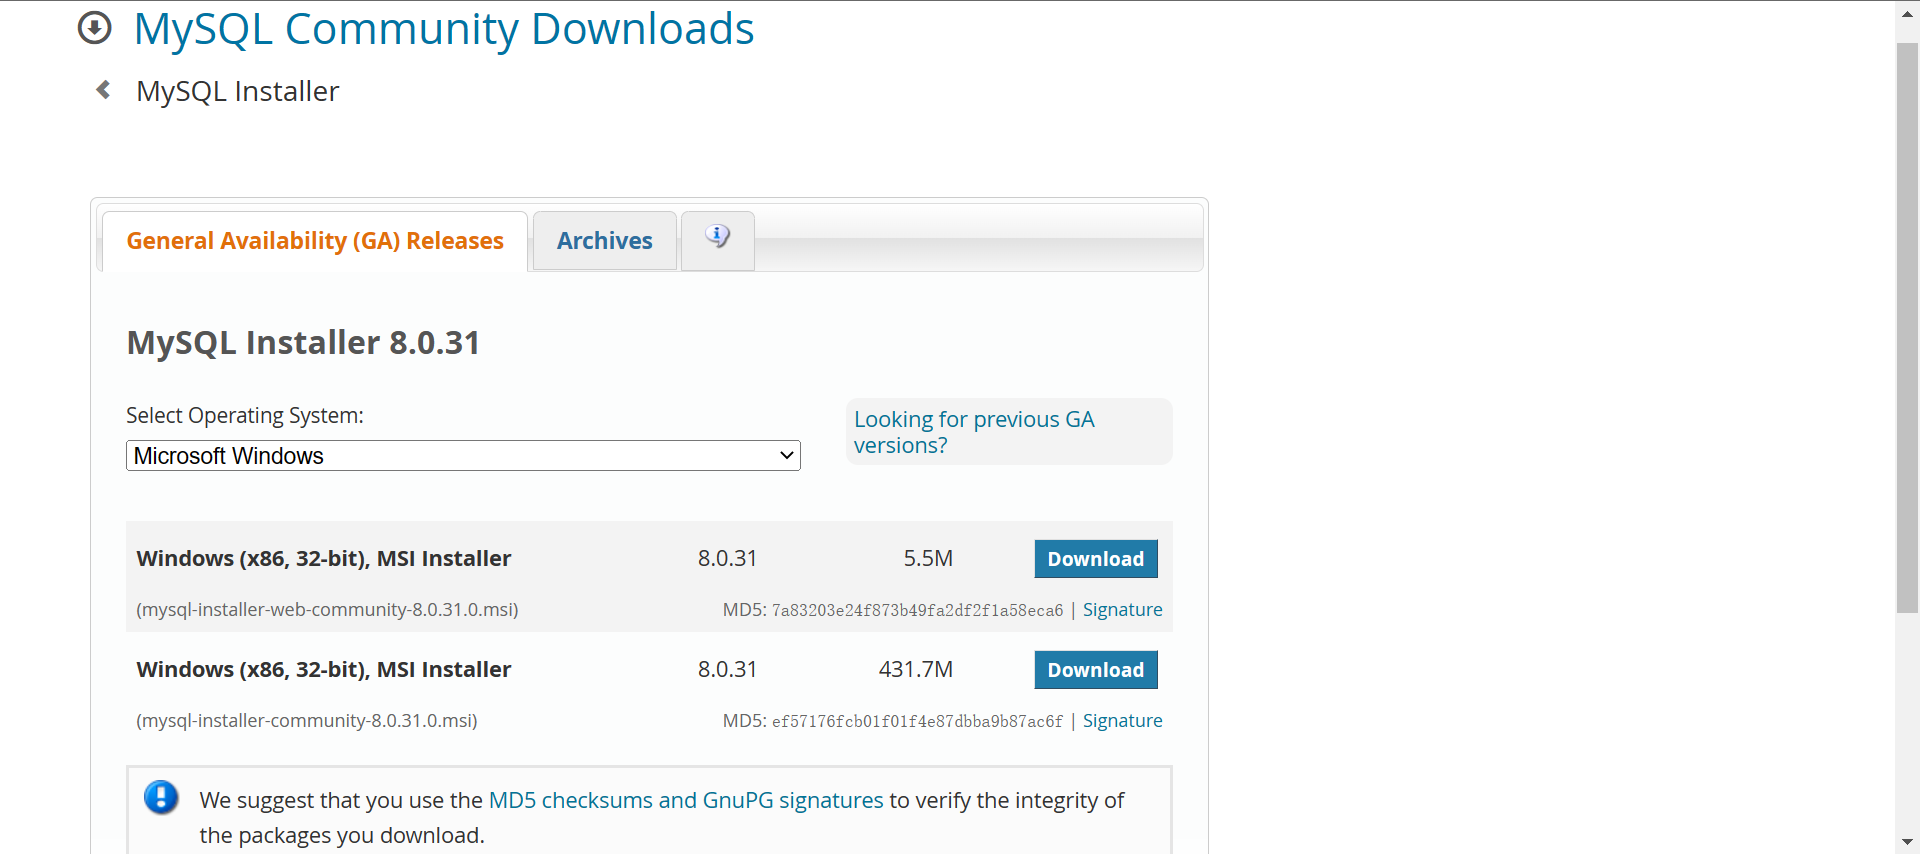 MySQL Community Downloads
MySQL Installer
General Availability (GA) Releases
Archives
MySQL Installer 8.0.31
Select Operating System:
Microsoft Windows
Looking for previous GA
versions?
Windows (x86, 32-bit), MSI Installer 8.0.31 5.5M Download
(mysql-installer-web-community-8.0.31.0.msi) MD5: 7a83203e24f873b49fa2df2f1a58eca6 | Signature
Windows (x86, 32-bit), MSI Installer 8.0.31 431.7M Download
(mysql-installer-community-8.0.31.0.msi) MD5: ef57176fcb01f01f4e87dbba9b87ac6f | Signature
We suggest that you use the MD5 checksums and GnuPG signatures to verify the integrity of
the packages you download.